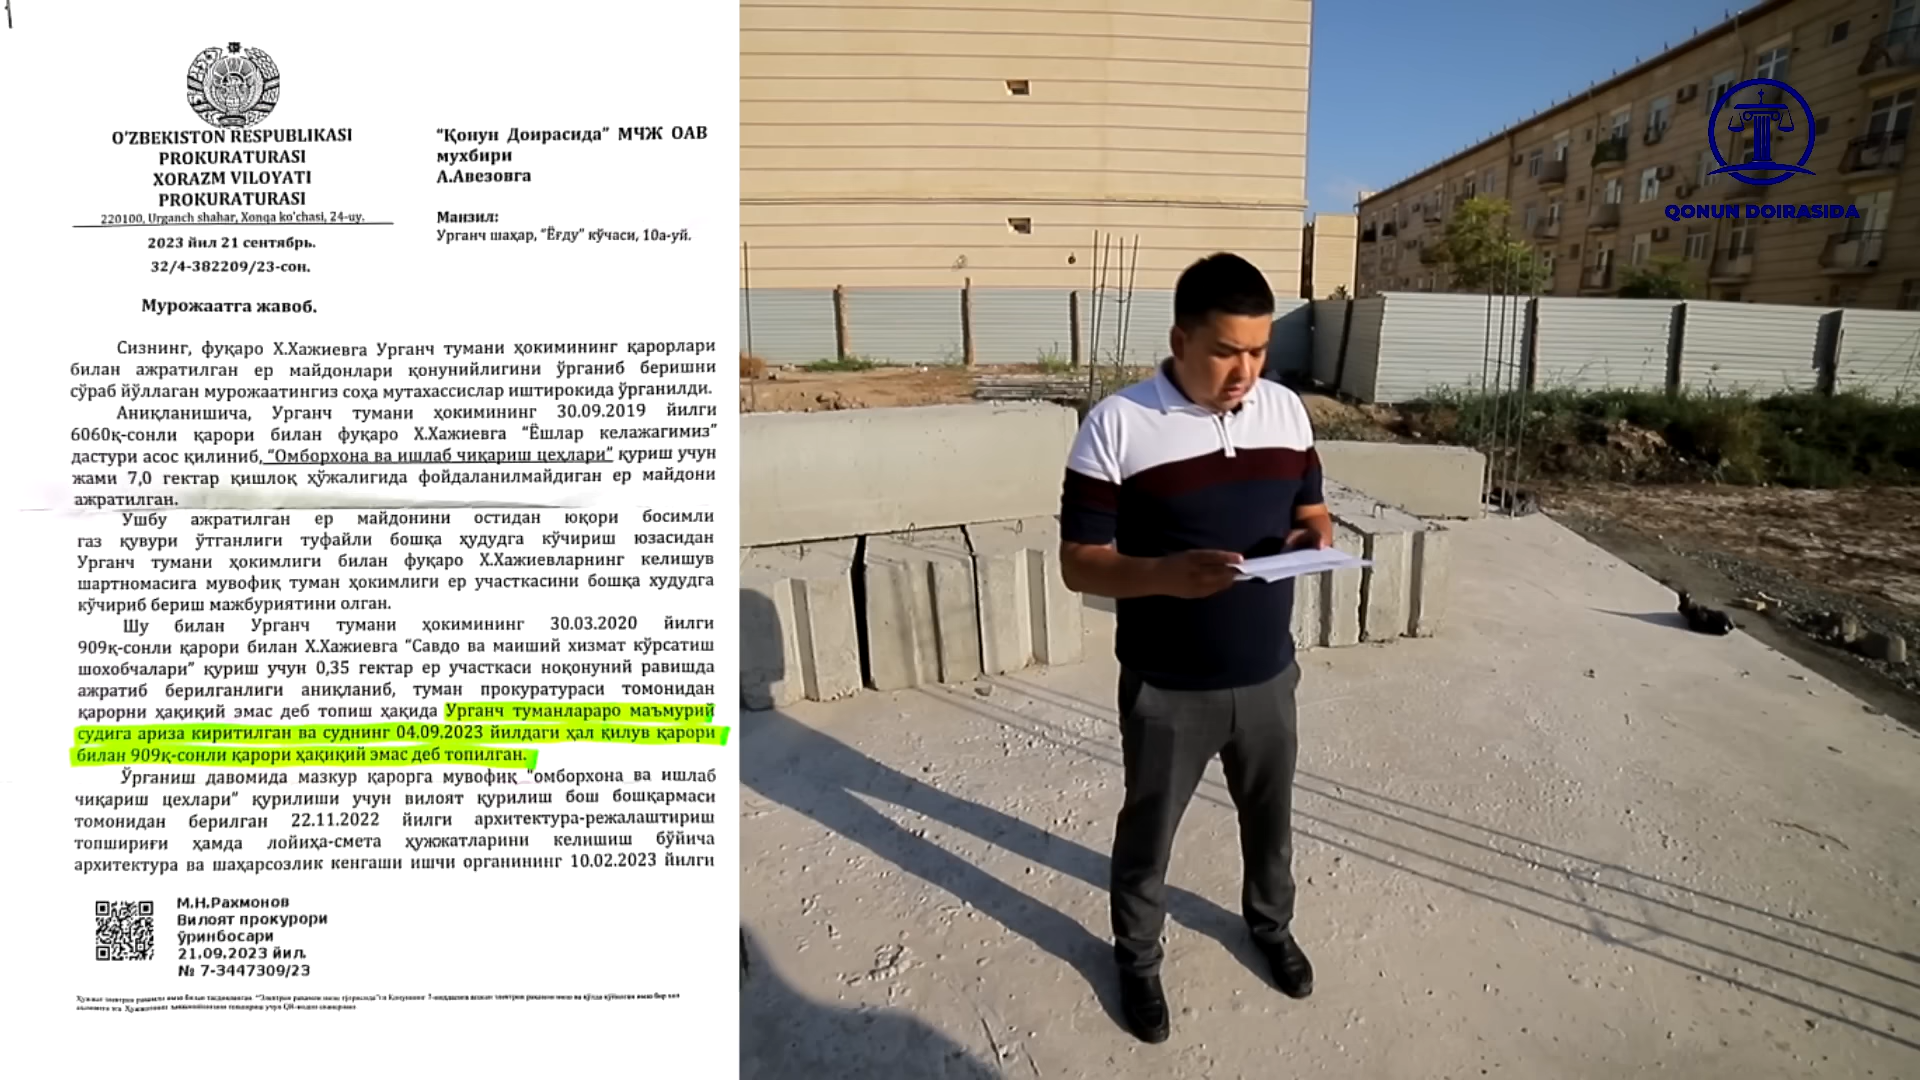 O'ZBEKISTON RESPUBLIKASI
PROKURATURASI
XORAZM VILOYATI
PROKURATURASI
220100, Urganch shahar, Xonqa ko'chasi, 24-uy.
2023 йил 21 сентябрь.
32/4-382209/23-сон.
"Қонун Доирасида" МЧЖ ОАВ
мухбири
А.Авезовга
Манзил:
Урганч шаҳар, "Ёғду" кўчаси, 10а-уй.
Мурожаатга жавоб.
Сизнинг, фуқаро Х.Хажиевга Урганч тумани ҳокимининг қарорлари
билан ажратилган ер майдонлари қонунийлигини ўрганиб беришни
сўраб йўллаган мурожаатингиз соҳа мутахассислар иштирокида ўрганилди.
Аниқланишича, Урганч тумани ҳокимининг 30.09.2019 йилги
6060қ-сонли қарори билан фуқаро Х.Хажиевга "Ёшлар келажагимиз"
дастури асос қилиниб, "Омборхона ва ишлаб чиқариш цехлари" қуриш учун
жами 7,0 гектар қишлоқ ҳўжалигида фойдаланилмайдиган ер майдони
ажратилган.
Ушбу ажратилган ер майдонини остидан юқори босимли
газ қувури ўтганлиги туфайли бошқа ҳудудга кўчириш юзасидан
Урганч тумани ҳокимлиги билан фуқаро Х.Хажиевларнинг келишув
шартномасига мувофиқ туман ҳокимлиги ер участкасини бошқа худудга
кўчириб бериш мажбуриятини олган.
Шу билан Урганч тумани ҳокимининг 30.03.2020 йилги
909қ-сонли қарори билан Х.Хажиевга "Савдо ва маиший хизмат кўрсатиш
шохобчалари" қуриш учун 0,35 гектар ер участкаси ноқонуний равишда
ажратиб берилганлиги аниқланиб, туман прокуратураси томонидан
қарорни ҳақиқий эмас деб топиш ҳақида Урганч туманлараро маъмурий
судига ариза киритилган ва суднинг 04.09.2023 йилдаги ҳал қилув қарори
билан 909қ-сонли қарори ҳақиқий эмас деб топилган.
Ўрганиш давомида мазкур қарорга мувофиқ "омборхона ва ишлаб
чиқариш цехлари" қурилиши учун вилоят қурилиш бош бошқармаси
томонидан берилган 22.11.2022 йилги архитектура-режалаштириш
топшириғи ҳамда лойиҳа-смета ҳужжатларини келишиш бўйича
архитектура ва шаҳарсозлик кенгаши ишчи органининг 10.02.2023 йилги
М.Н.Рахмонов
Вилоят прокурори
ўринбосари
21.09.2023 йил.
№ 7-3447309/23
QONUN DOIRASIDA